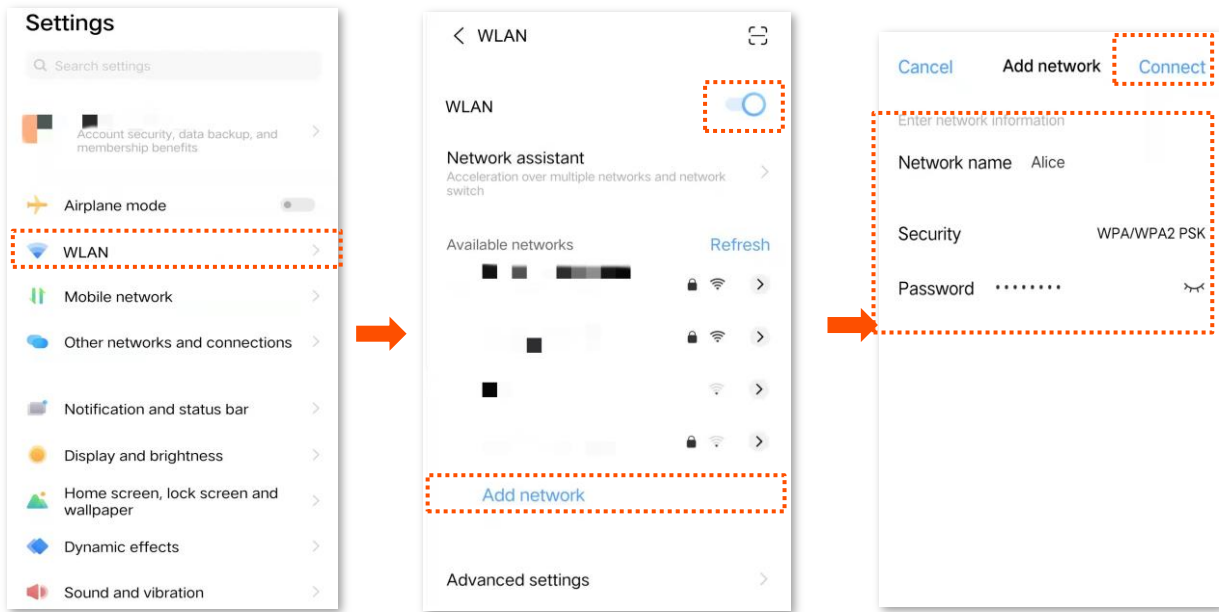 Settings
Search settings
Account security, data backup, and
membership benefits
Airplane mode
WLAN
Mobile network
Other networks and connections
Notification and status bar
Display and brightness
Home screen, lock screen and
wallpaper
Dynamic effects
Sound and vibration
WLAN
WLAN
Network assistant
Acceleration over multiple networks and network
switch
Available networks
Refresh
Add network
Advanced settings
Cancel
Add network
Connect
Enter network information
Network name Alice
Security WPA/WPA2 PSK
Password ••••••••